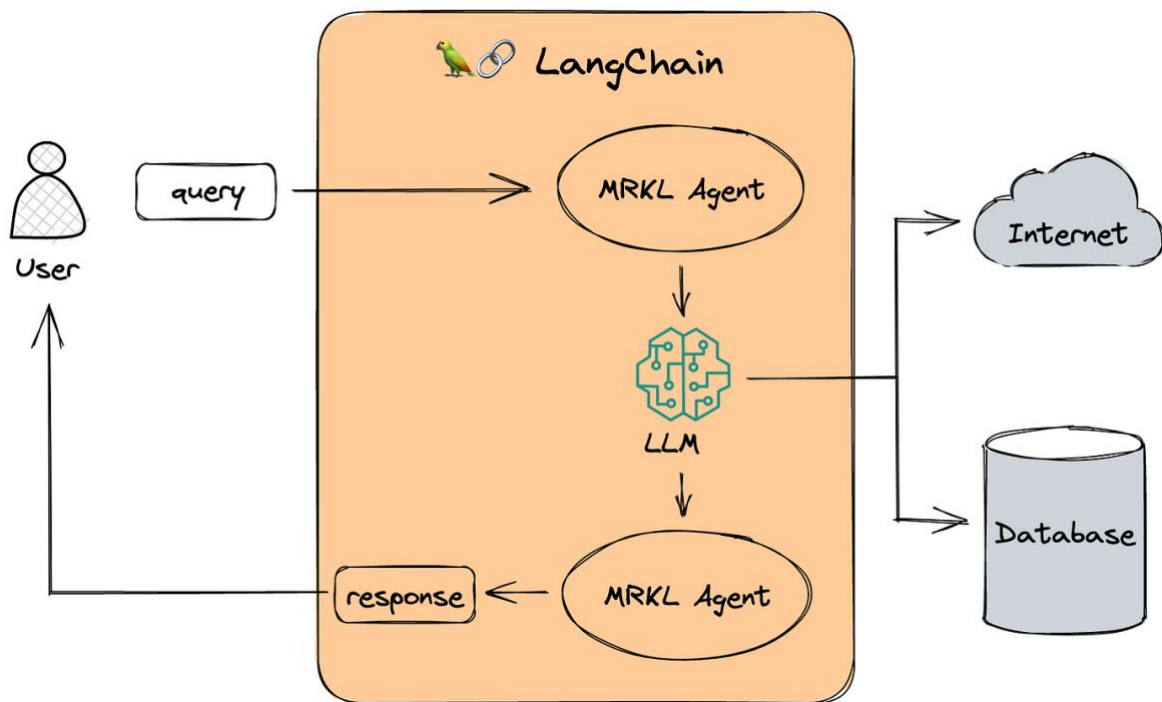 LangChain
query
MRKL Agent
User
Internet
LLM
Database
response
MRKL Agent